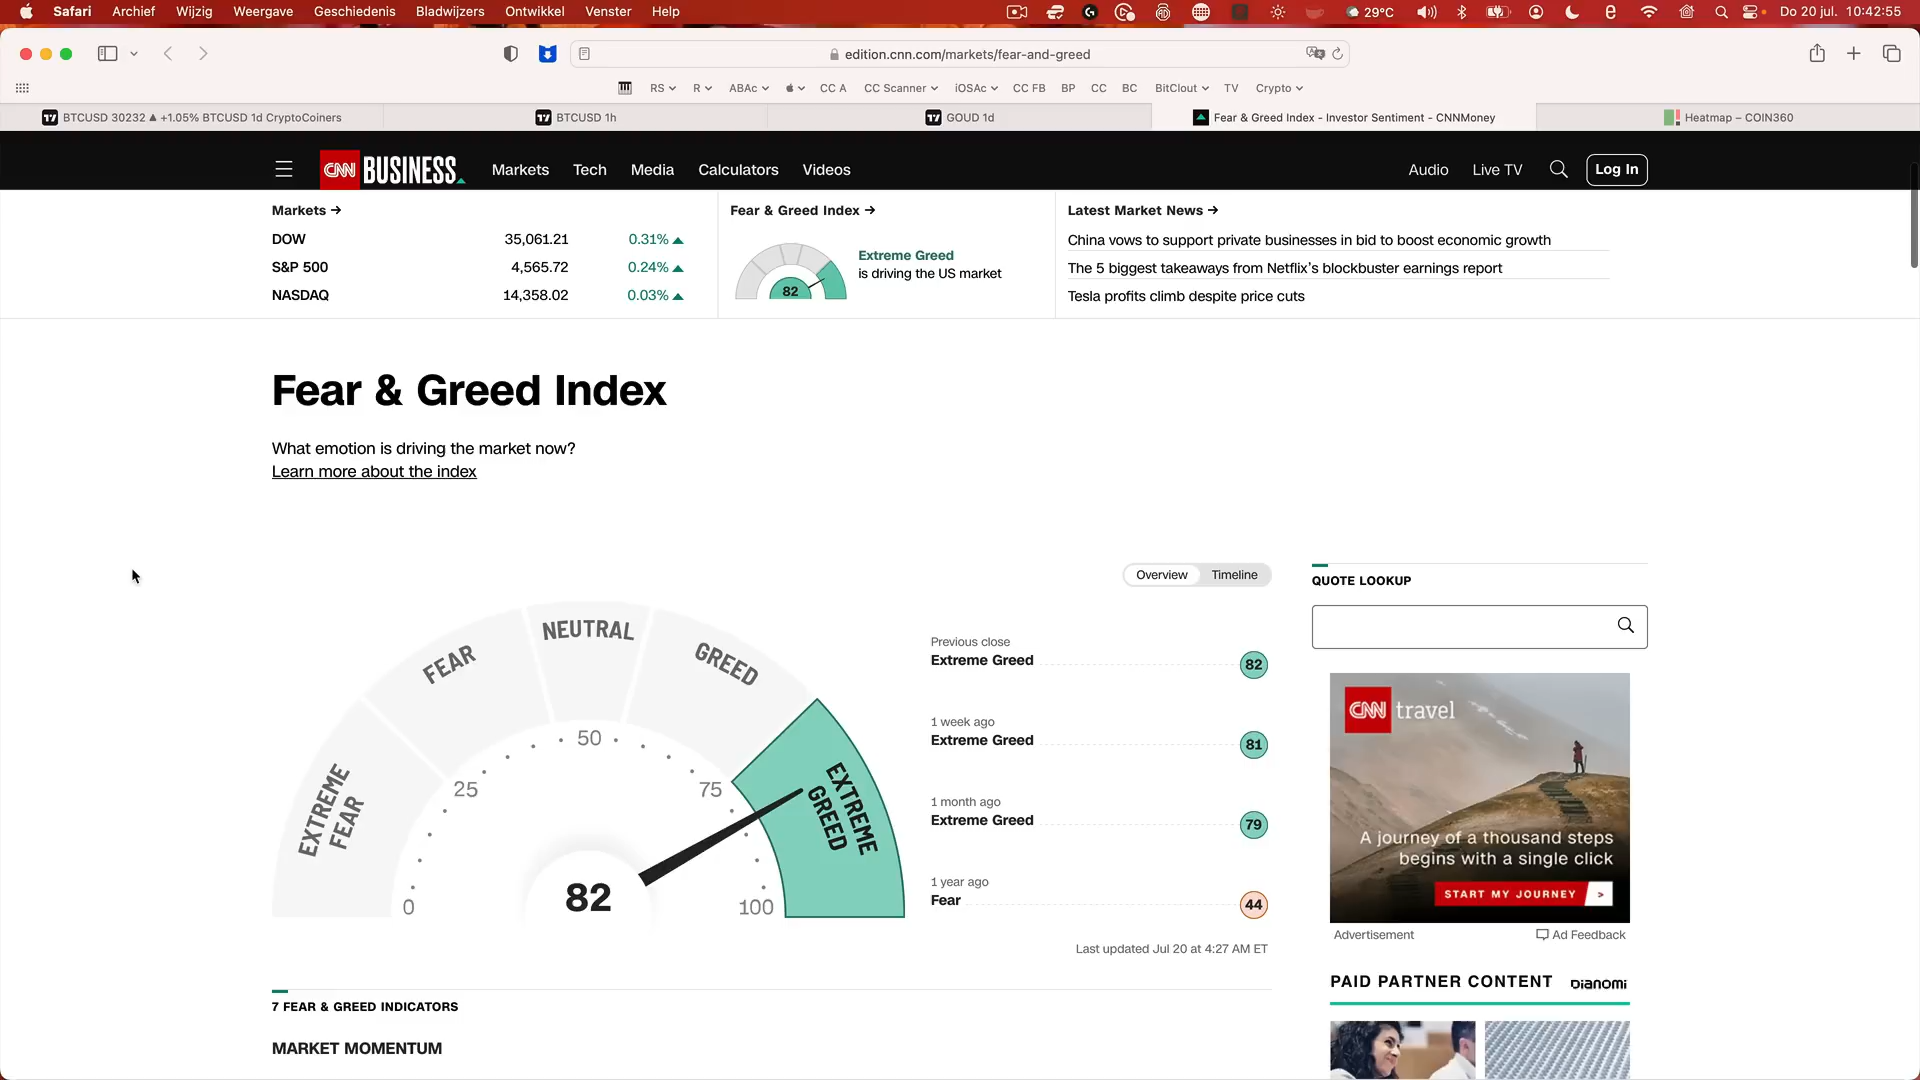 Safari Archief Wijzig Weergave Geschiedenis Bladwijzers Ontwikkel Venster Help 29°C Do 20 jul. 10:42:55
edition.cnn.com/markets/fear-and-greed
RS R ABAc CC A CC Scanner iOSAc CC FB BP CC BC BitClout TV Crypto
BTCUSD 30232 ▲ +1.05% BTCUSD 1d CryptoCoiners
BTCUSD 1h
GOUD 1d
Fear & Greed Index - Investor Sentiment - CNNMoney
Heatmap – COIN360
CNN BUSINESS Markets Tech Media Calculators Videos Audio Live TV Log In
Markets →
DOW 35,061.21 0.31% ▲
S&P 500 4,565.72 0.24% ▲
NASDAQ 14,358.02 0.03% ▲
Fear & Greed Index →
82
Extreme Greed
is driving the US market
Latest Market News →
China vows to support private businesses in bid to boost economic growth
The 5 biggest takeaways from Netflix's blockbuster earnings report
Tesla profits climb despite price cuts
Fear & Greed Index
What emotion is driving the market now?
Learn more about the index
Overview Timeline
EXTREME
FEAR
FEAR
NEUTRAL
GREED
EXTREME
GREED
0
25
50
75
100
82
Previous close
Extreme Greed 82
1 week ago
Extreme Greed 81
1 month ago
Extreme Greed 79
1 year ago
Fear 44
Last updated Jul 20 at 4:27 AM ET
QUOTE LOOKUP
CNN travel
A journey of a thousand steps
begins with a single click
START MY JOURNEY >
Advertisement Ad Feedback
PAID PARTNER CONTENT DIANOMI
7 FEAR & GREED INDICATORS
MARKET MOMENTUM